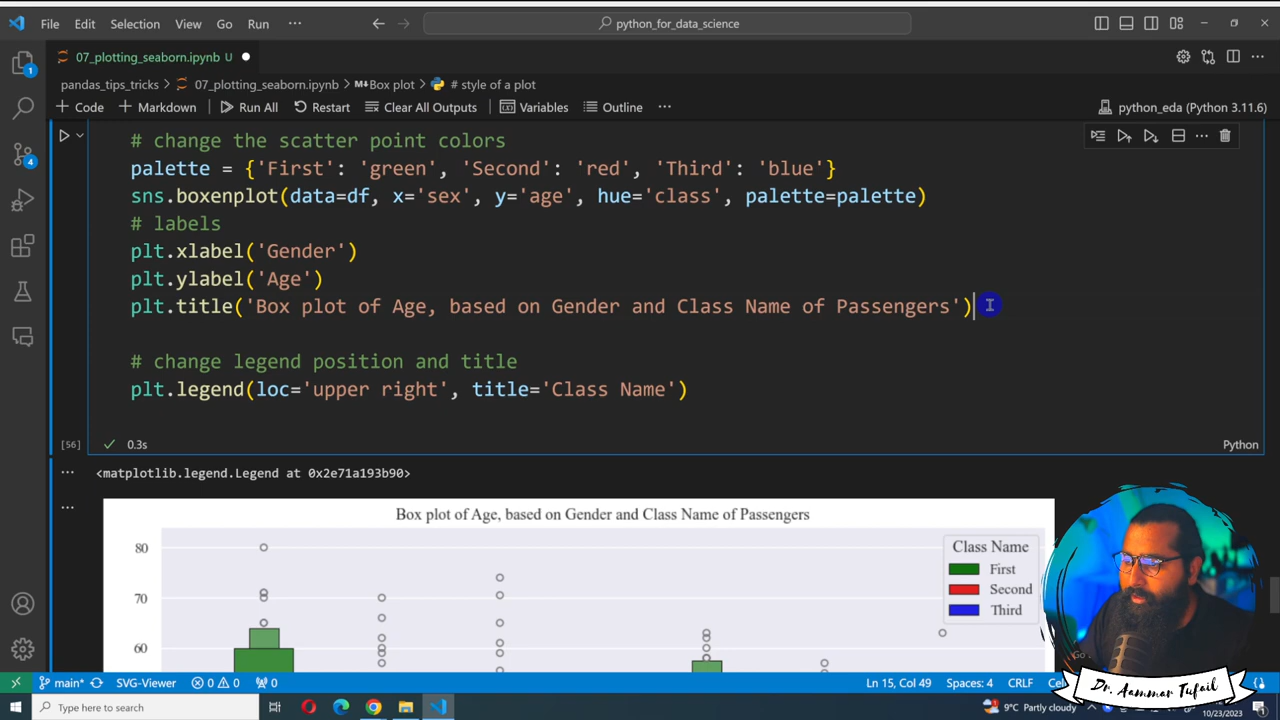 File Edit Selection View Go Run ··· python_for_data_science
07_plotting_seaborn.ipynb U
pandas_tips_tricks > 07_plotting_seaborn.ipynb > Box plot > # style of a plot
+ Code + Markdown Run All Restart Clear All Outputs Variables Outline ··· python_eda (Python 3.11.6)
# change the scatter point colors
palette = {'First': 'green', 'Second': 'red', 'Third': 'blue'}
sns.boxenplot(data=df, x='sex', y='age', hue='class', palette=palette)
# labels
plt.xlabel('Gender')
plt.ylabel('Age')
plt.title('Box plot of Age, based on Gender and Class Name of Passengers')
# change legend position and title
plt.legend(loc='upper right', title='Class Name')
[56] 0.3s Python
<matplotlib.legend.Legend at 0x2e71a193b90>
Box plot of Age, based on Gender and Class Name of Passengers
80
70
60
Class Name
First
Second
Third
1
4
main* SVG-Viewer 0 0 0 Ln 15, Col 49 Spaces: 4 CRLF Cel
Dr. Aammar Tufail
Type here to search 9°C Partly cloudy 10/23/2023